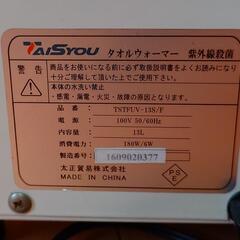 TAiSYOU タオルウォーマー 紫外線殺菌
警告
商品をお使いになる前に取扱説明書をよくお読みになり
十分ご理解して頂いた上でご使用ください。
本体の水洗い禁止
・感電・漏電・火災・故障の原因となります。
品番: TSTFUV-13S/F
電源: 100V 50/60Hz
内容量: 13L
消費電力: 180W/6W
製造番号: 1609020377
太正貿易株式会社
MADE IN CHINA
PS
E